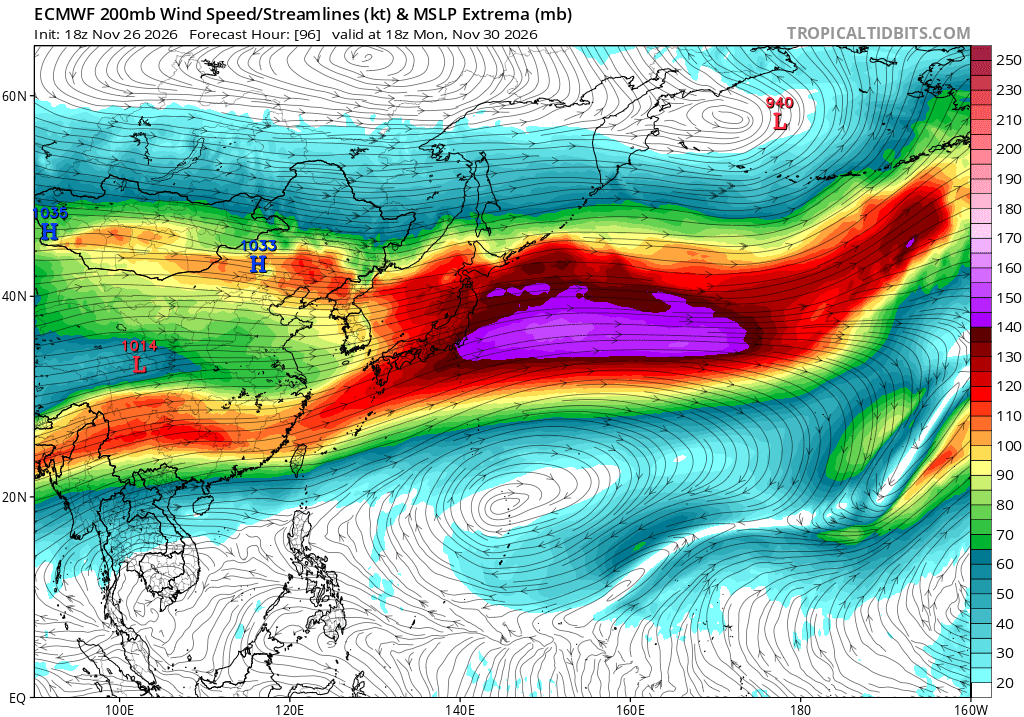 ECMWF 200mb Wind Speed/Streamlines (kt) & MSLP Extrema (mb)
Init: 18z Nov 26 2026 Forecast Hour: [96] valid at 18z Mon, Nov 30 2026
TROPICALTIDBITS.COM
60N
40N
20N
EQ
940
L
1036
H
1033
H
1014
L
250
230
220
210
200
190
180
170
160
150
140
130
120
110
100
90
80
70
60
50
40
30
20
100E
120E
140E
160E
180
160W